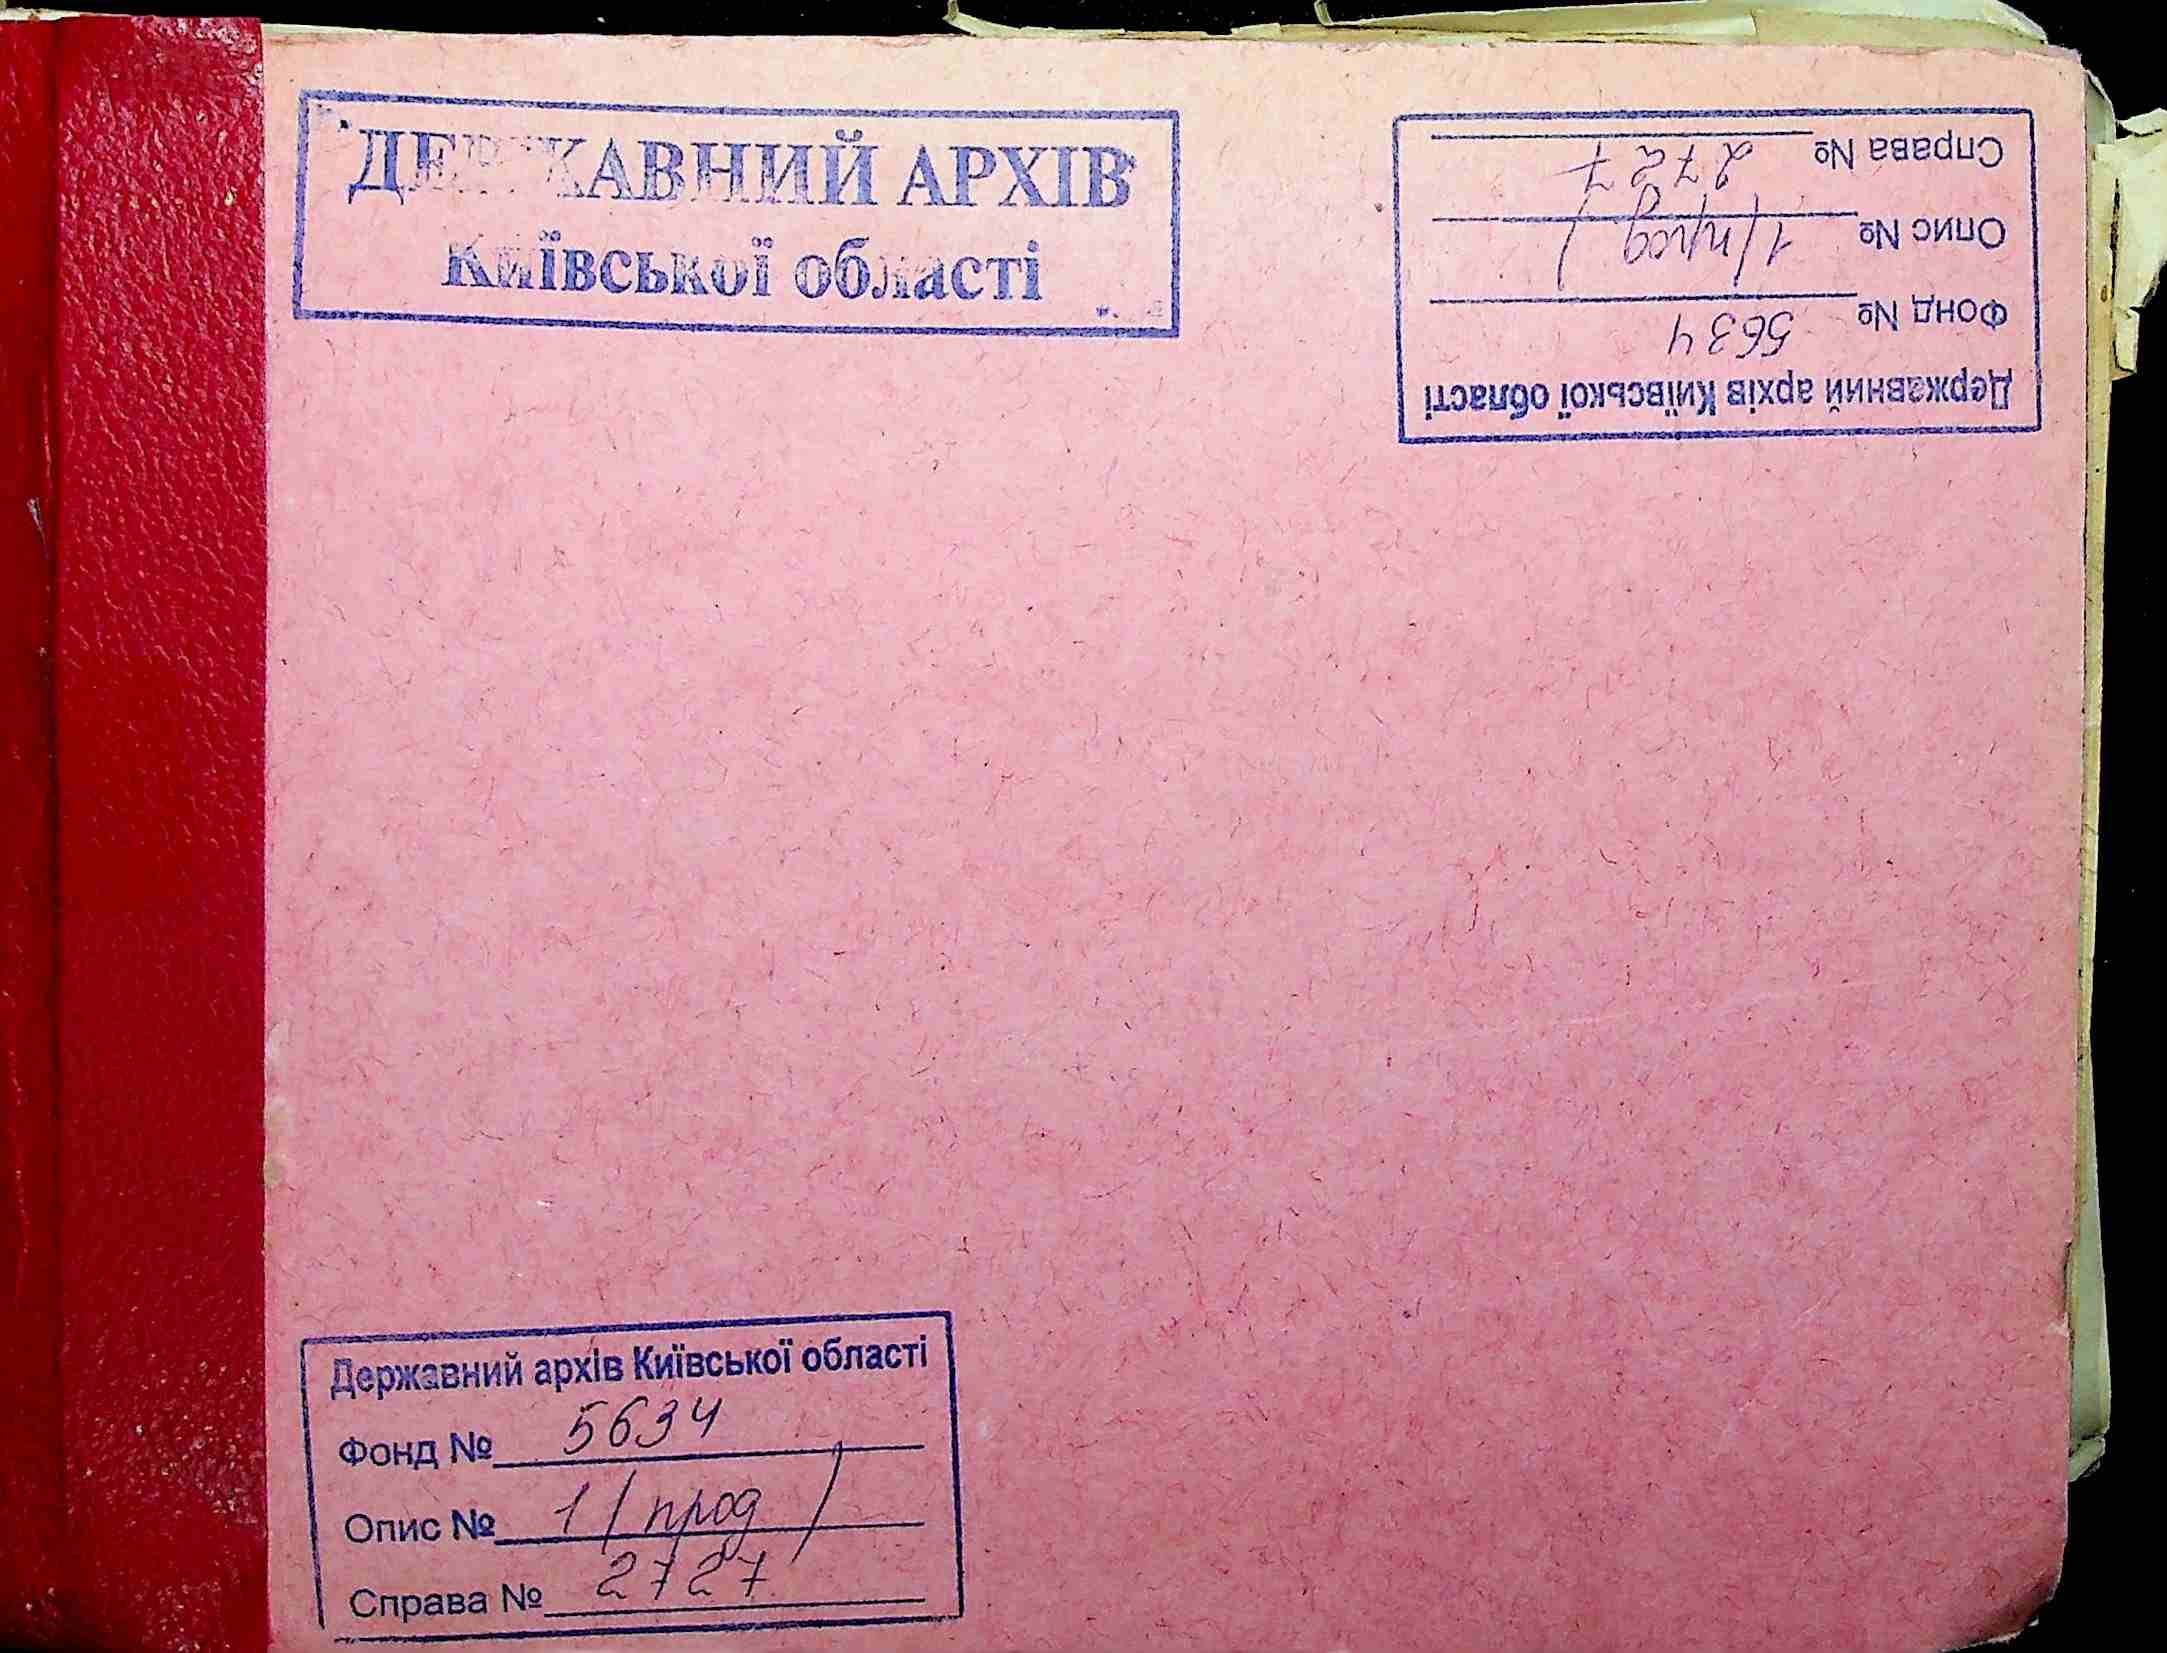 ДЕРЖАВНИЙ АРХІВ
Київської області
Державний архів Київської області
Фонд № 5634
Опис № 1 /прод/
Справа № 2727
Державний архів Київської області
Фонд № 5634
Опис № 1 /прод/
Справа № 2727